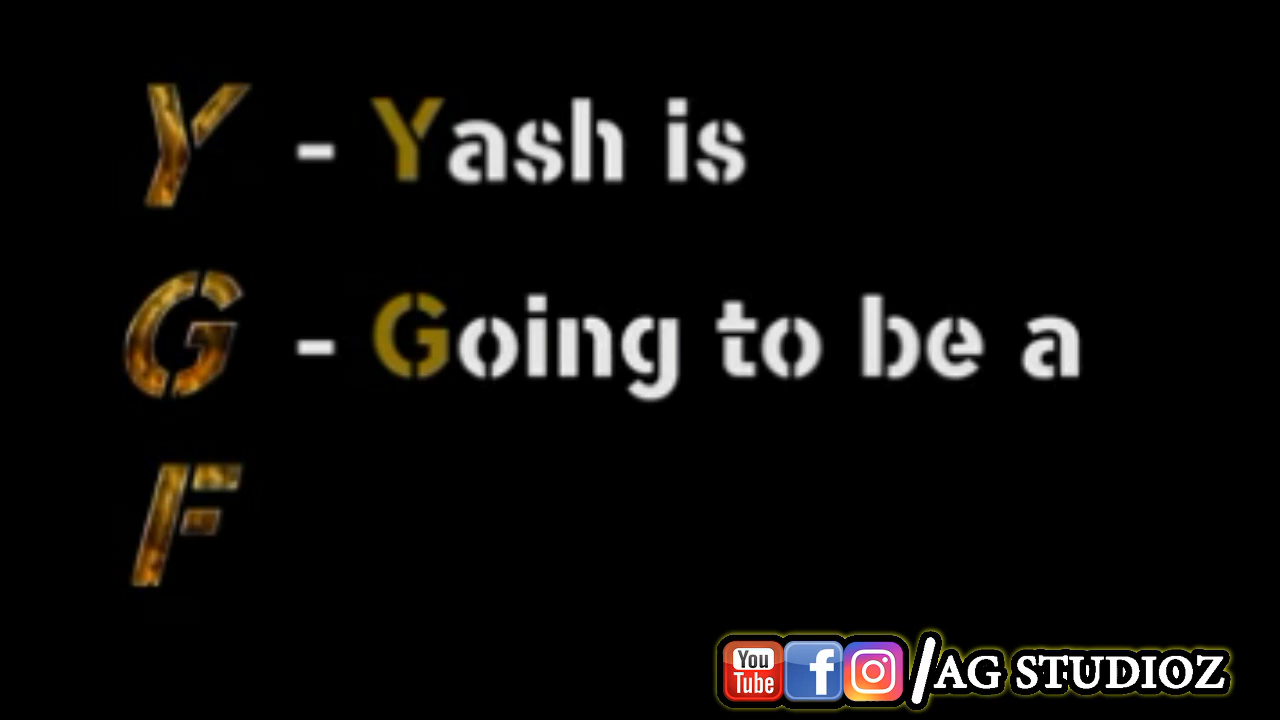 Y - Yash is
G - Going to be a
F
You Tube f /AG STUDIOZ